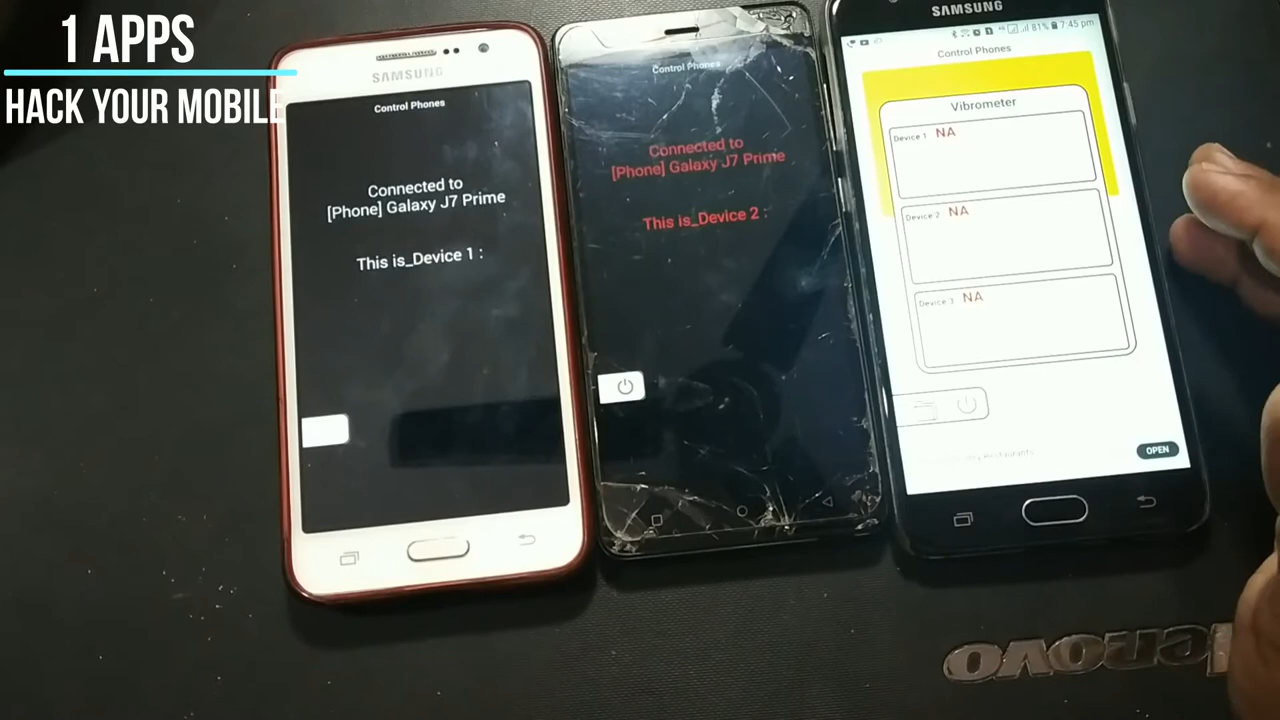 1 APPS
HACK YOUR MOBILE
SAMSUNG
Control Phones
Connected to
[Phone] Galaxy J7 Prime
This is_Device 1 :
Control Phones
Connected to
[Phone] Galaxy J7 Prime
This is_Device 2 :
SAMSUNG
81% 7:45 pm
Control Phones
Vibrometer
Device 1 NA
Device 2 NA
Device 3 NA
OPEN
lenovo